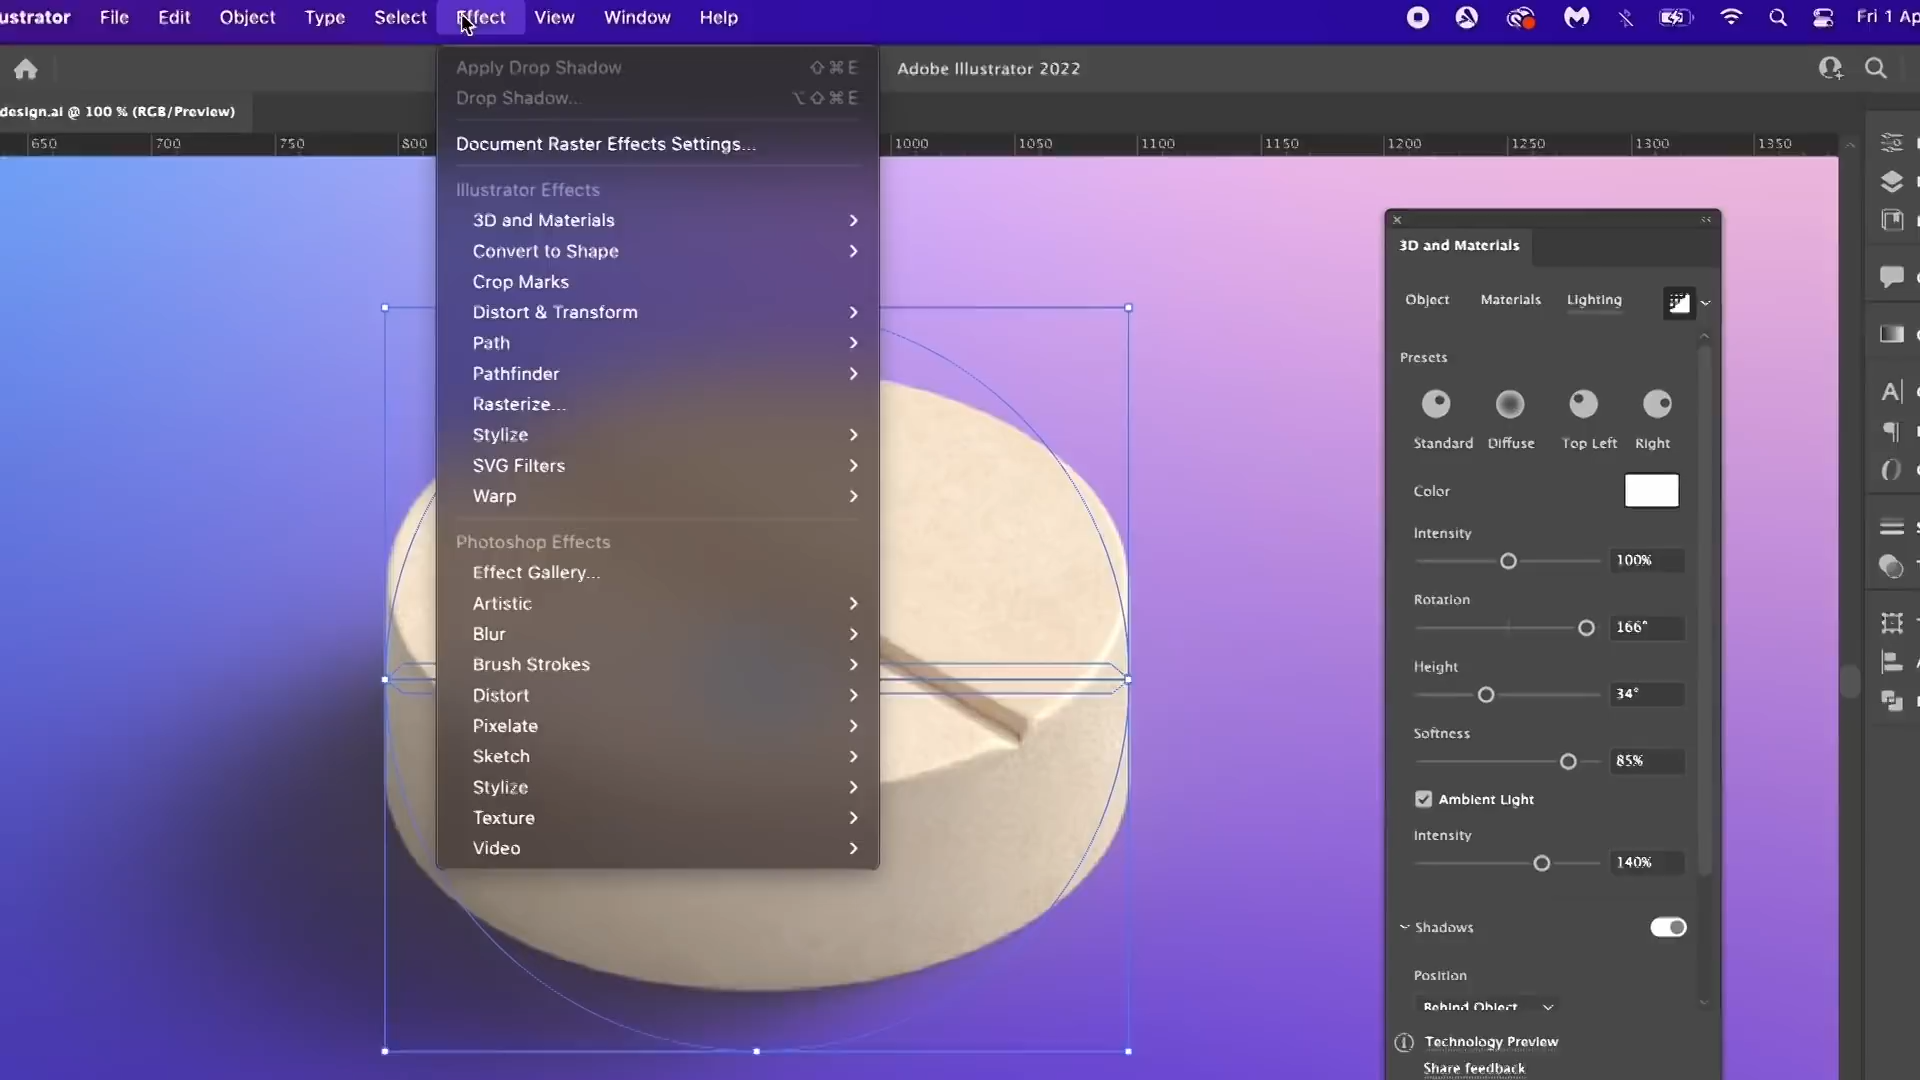 ustrator File Edit Object Type Select Effect View Window Help Fri 1 Ap
Adobe Illustrator 2022
design.ai @ 100 % (RGB/Preview)
650 700 750 800 1000 1050 1100 1150 1200 1250 1300 1350
Apply Drop Shadow ⇧⌘E
Drop Shadow... ⌥⇧⌘E
Document Raster Effects Settings...
Illustrator Effects
3D and Materials
Convert to Shape
Crop Marks
Distort & Transform
Path
Pathfinder
Rasterize...
Stylize
SVG Filters
Warp
Photoshop Effects
Effect Gallery...
Artistic
Blur
Brush Strokes
Distort
Pixelate
Sketch
Stylize
Texture
Video
3D and Materials
Object Materials Lighting
Presets
Standard Diffuse Top Left Right
Color
Intensity
100%
Rotation
166°
Height
34°
Softness
85%
Ambient Light
Intensity
140%
Shadows
Position
Behind Object
Technology Preview
Share feedback